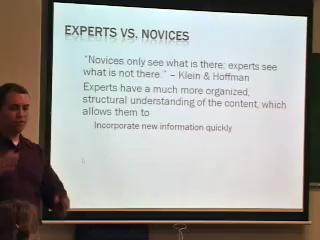 EXPERTS VS. NOVICES
"Novices only see what is there; experts see
what is not there." – Klein & Hoffman
Experts have a much more organized,
structural understanding of the content, which
allows them to
Incorporate new information quickly